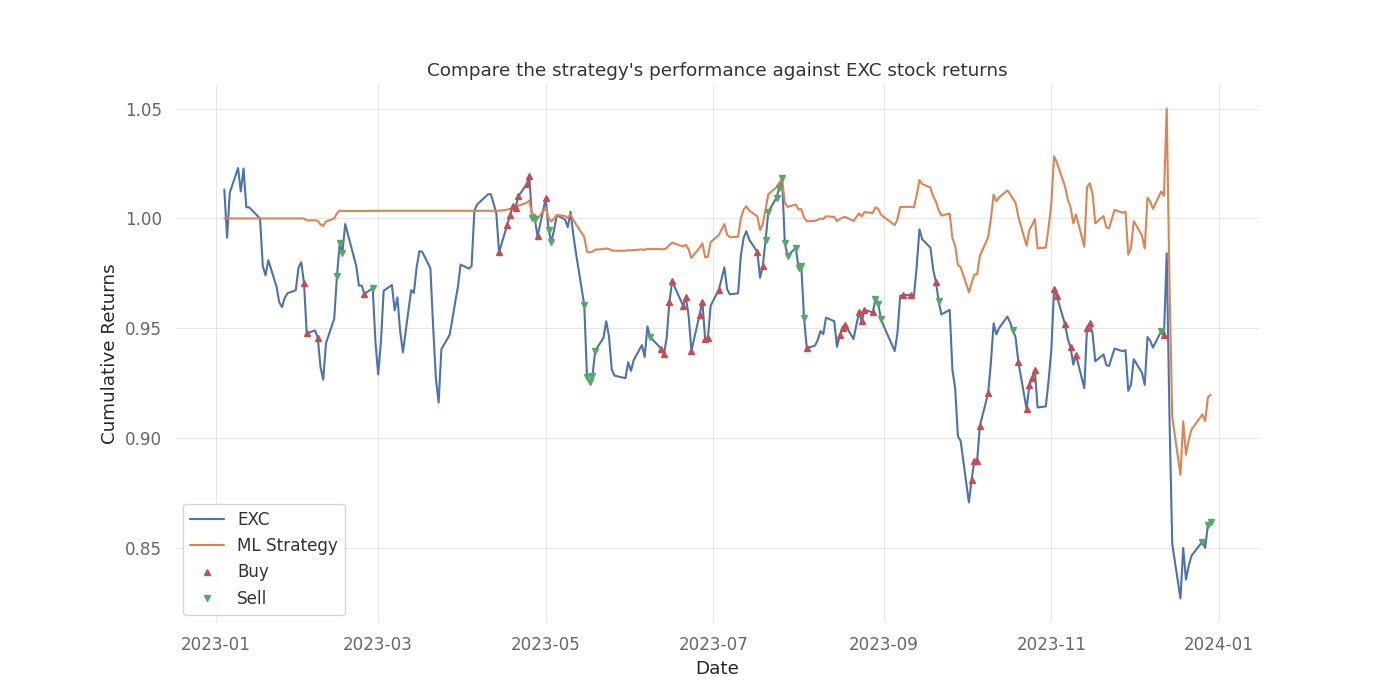 Compare the strategy's performance against EXC stock returns
1.05
1.00
0.95
0.90
0.85
Cumulative Returns
EXC
ML Strategy
Buy
Sell
2023-01 2023-03 2023-05 2023-07 2023-09 2023-11 2024-01
Date